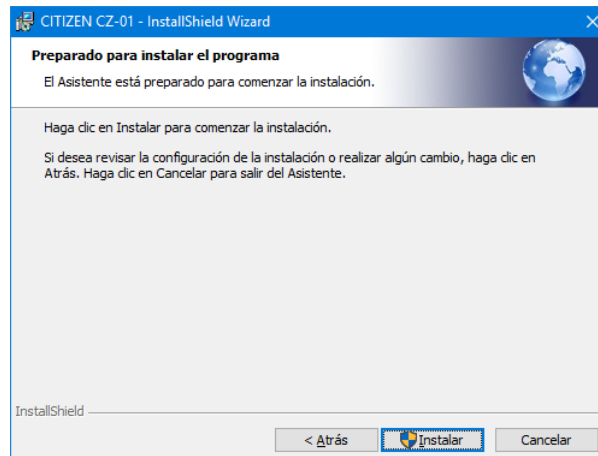 CITIZEN CZ-01 - InstallShield Wizard
Preparado para instalar el programa
El Asistente está preparado para comenzar la instalación.
Haga clic en Instalar para comenzar la instalación.
Si desea revisar la configuración de la instalación o realizar algún cambio, haga clic en
Atrás. Haga clic en Cancelar para salir del Asistente.
InstallShield
< Atrás Instalar Cancelar